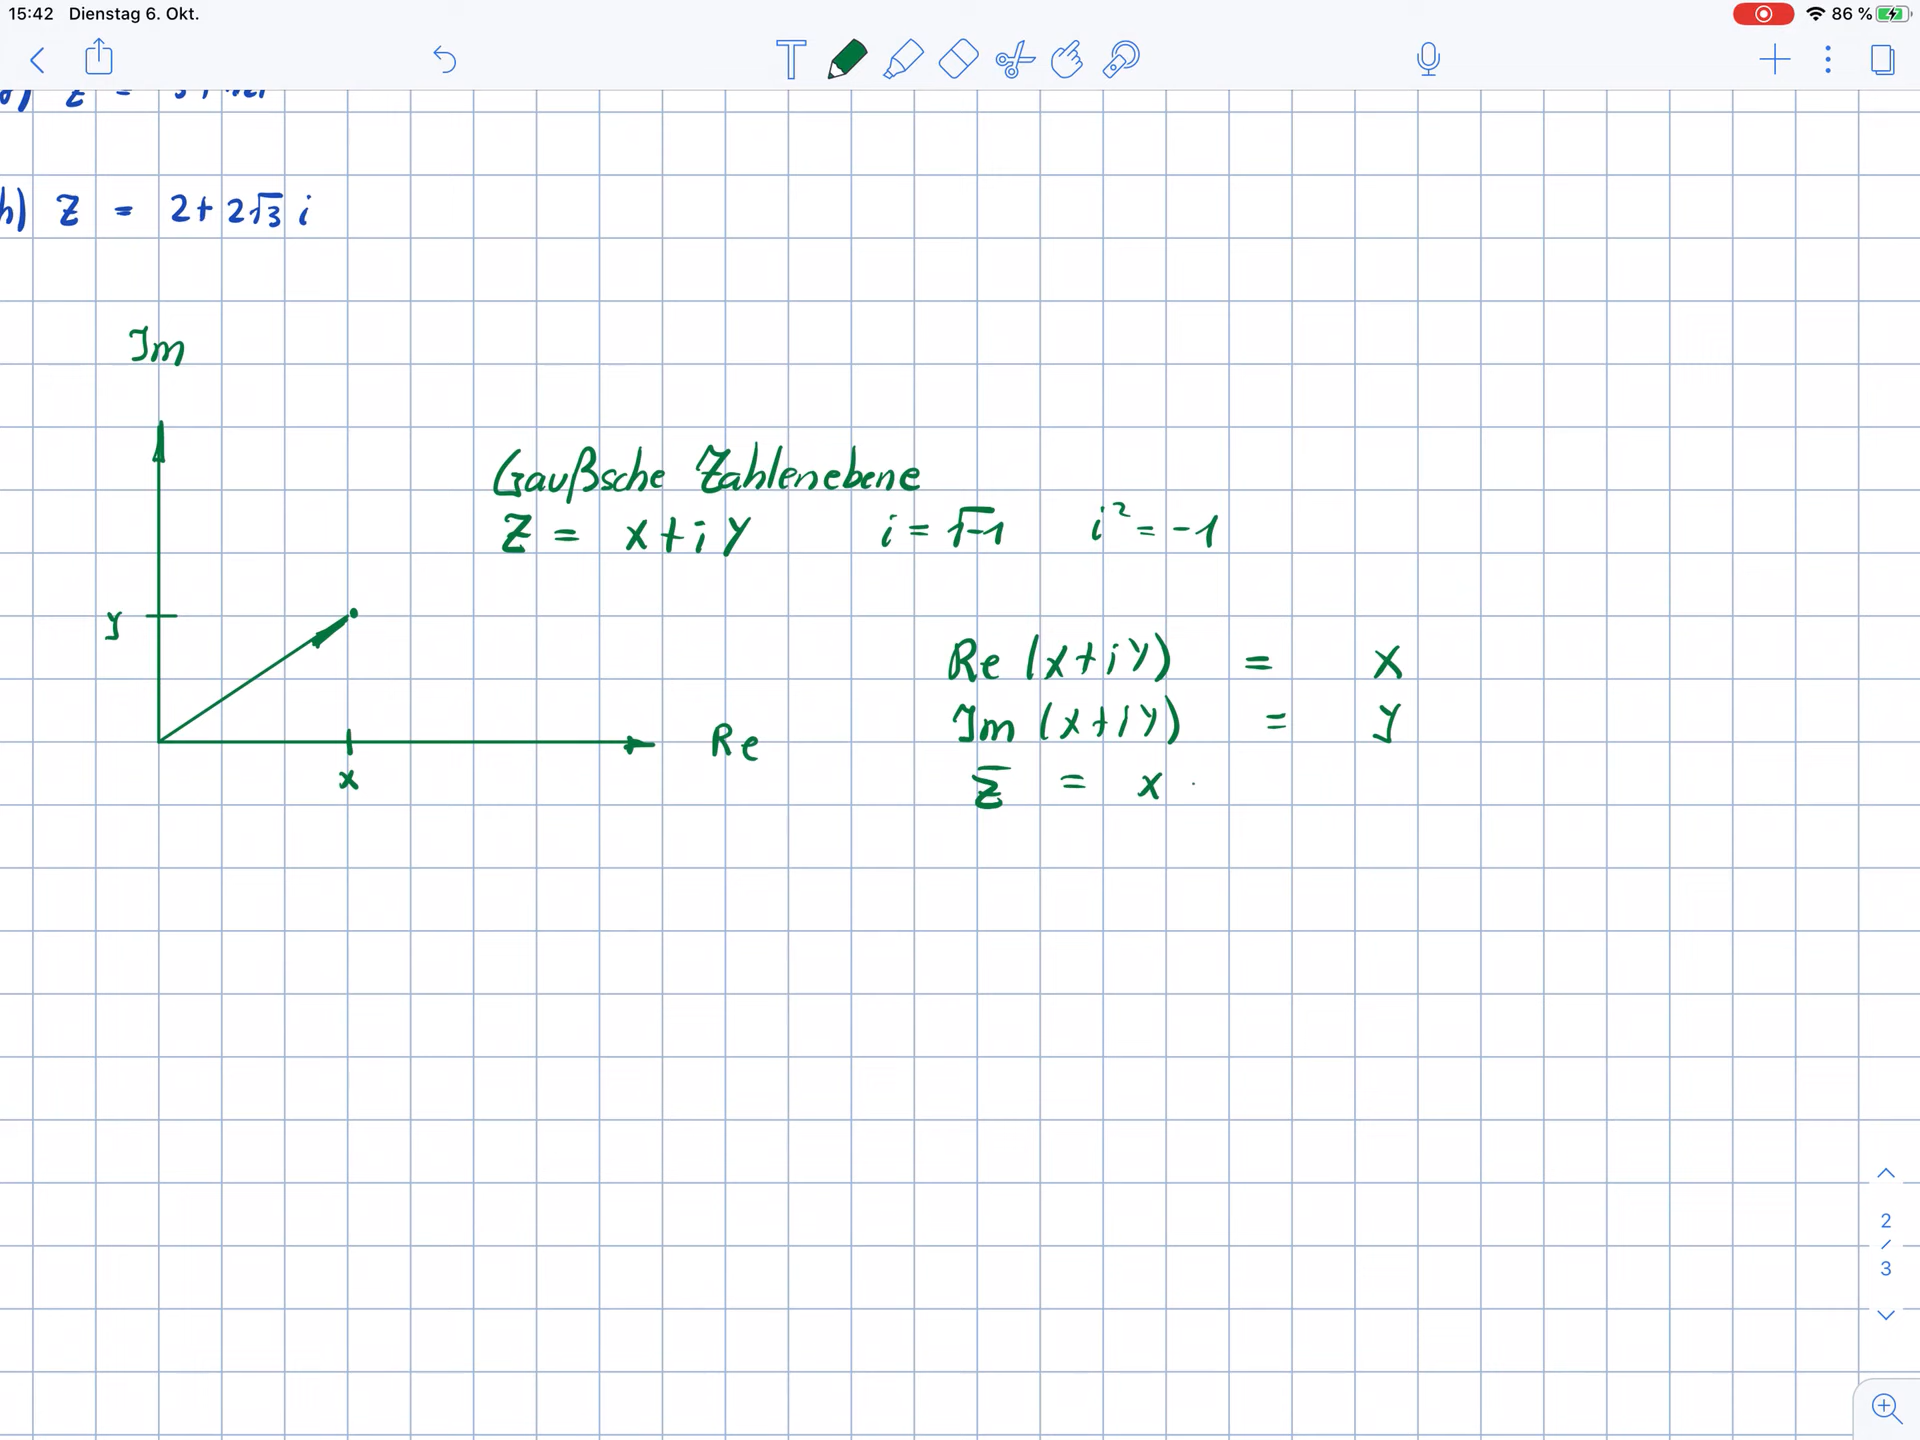 15:42 Dienstag 6. Okt. 86 %
T
h) z = 2+2√3 i
Im
Gaußsche Zahlenebene
z = x+iy i = √-1 i² = -1
y
Re (x+iy) = x
Im (x+iy) = y
Re
x
z̅ = x
2
/
3